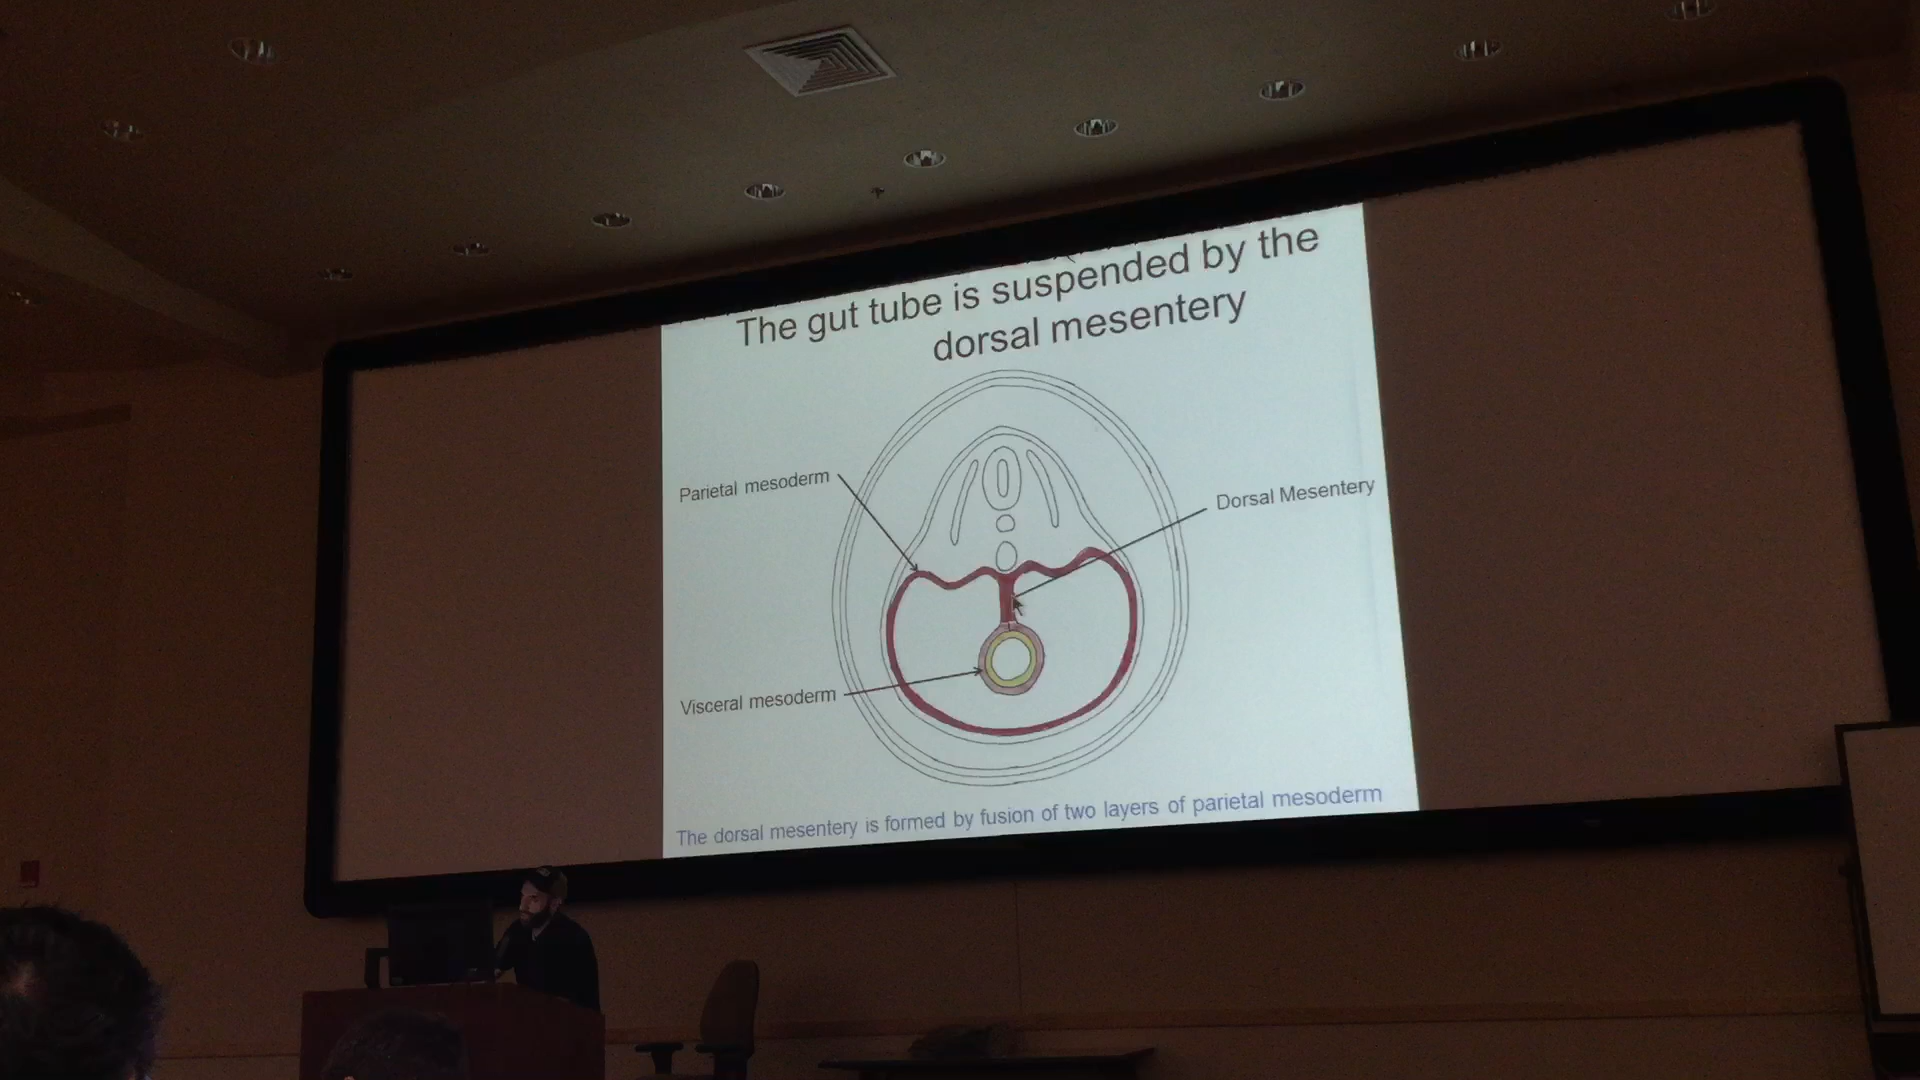 The gut tube is suspended by the
dorsal mesentery
Parietal mesoderm
Dorsal Mesentery
Visceral mesoderm
The dorsal mesentery is formed by fusion of two layers of parietal mesoderm